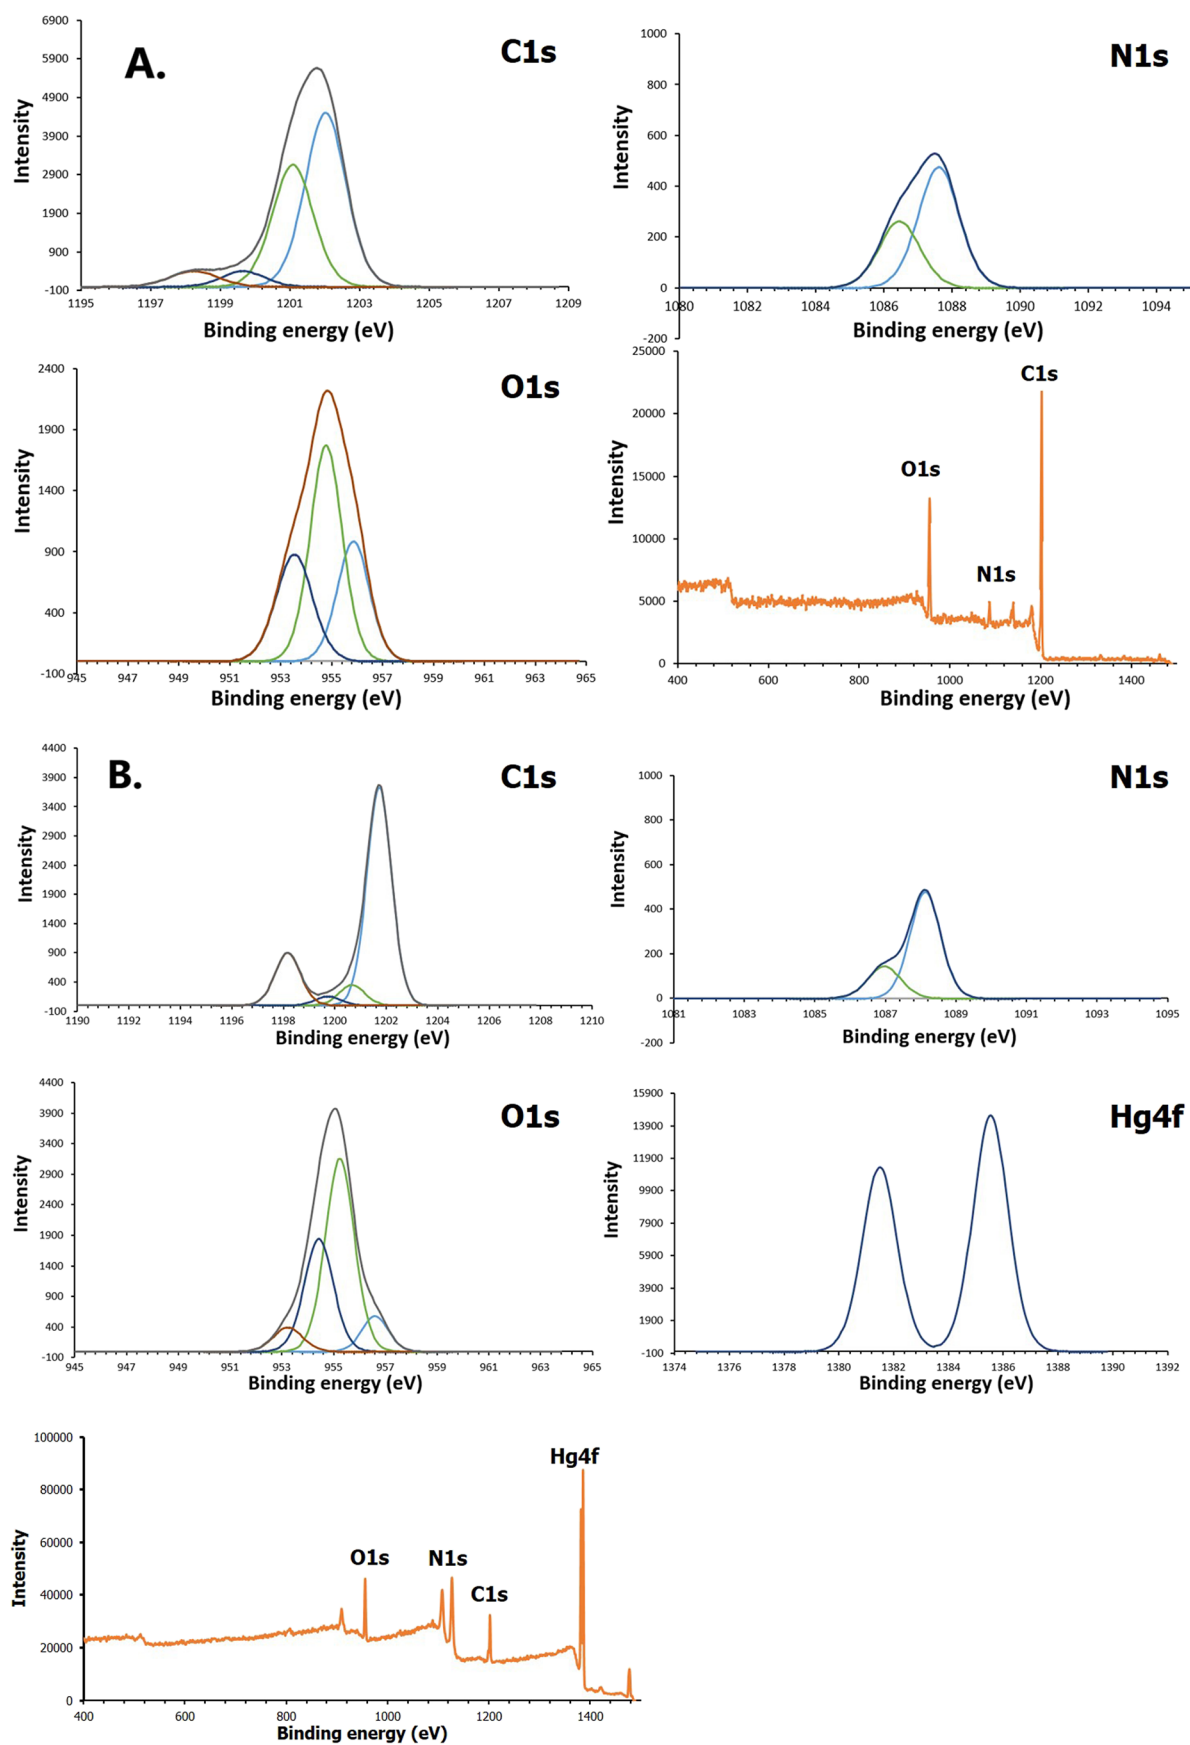 A.
C1s
6900
5900
4900
3900
2900
1900
900
-100
Intensity
1195 1197 1199 1201 1203 1205 1207 1209
Binding energy (eV)
N1s
1000
800
600
400
200
0
-200
Intensity
1080 1082 1084 1086 1088 1090 1092 1094
Binding energy (eV)
O1s
2400
1900
1400
900
400
-100
Intensity
945 947 949 951 953 955 957 959 961 963 965
Binding energy (eV)
25000
20000
15000
10000
5000
0
Intensity
C1s
O1s
N1s
400 600 800 1000 1200 1400
Binding energy (eV)
B.
C1s
4400
3900
3400
2900
2400
1900
1400
900
400
-100
Intensity
1190 1192 1194 1196 1198 1200 1202 1204 1206 1208 1210
Binding energy (eV)
N1s
1000
800
600
400
200
0
-200
Intensity
1081 1083 1085 1087 1089 1091 1093 1095
Binding energy (eV)
O1s
4400
3900
3400
2900
2400
1900
1400
900
400
-100
Intensity
945 947 949 951 953 955 957 959 961 963 965
Binding energy (eV)
Hg4f
15900
13900
11900
9900
7900
5900
3900
1900
-100
Intensity
1374 1376 1378 1380 1382 1384 1386 1388 1390 1392
Binding energy (eV)
100000
80000
60000
40000
20000
0
Intensity
Hg4f
O1s
N1s
C1s
400 600 800 1000 1200 1400
Binding energy (eV)